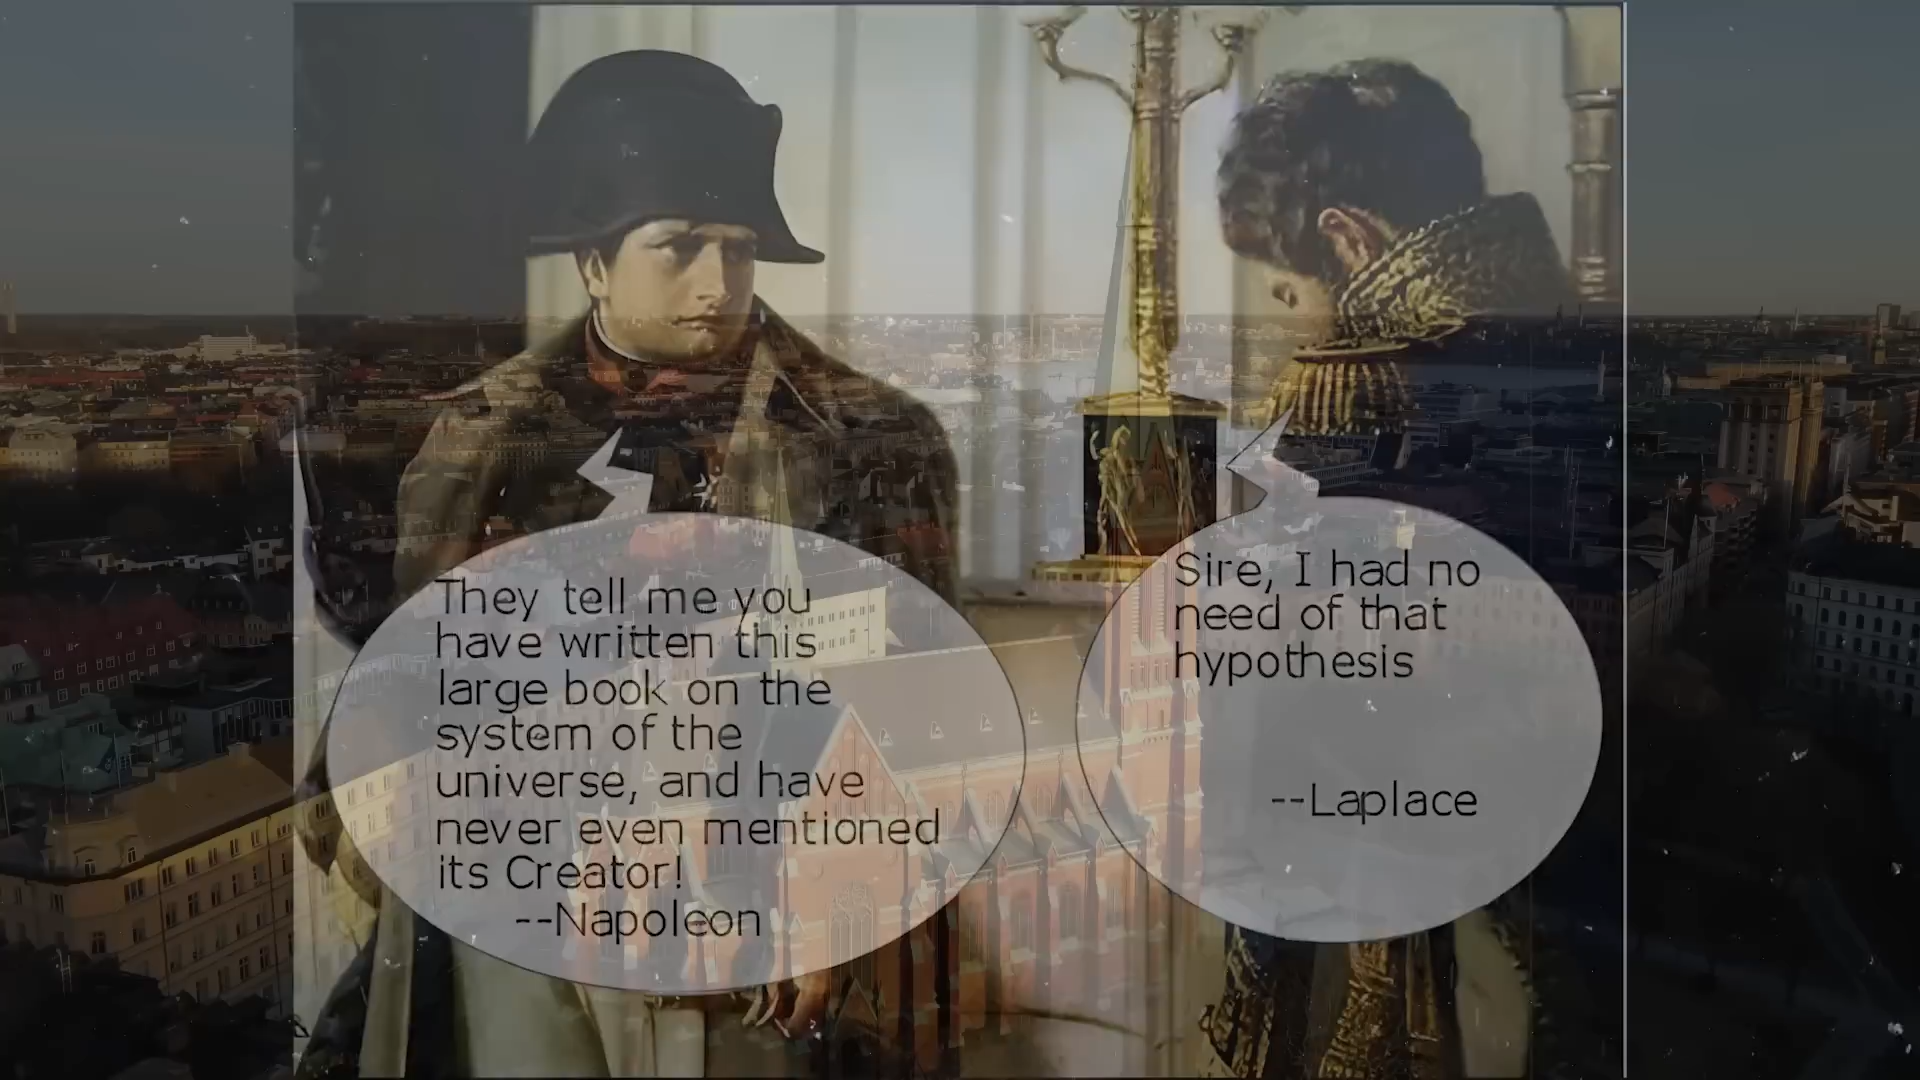 They tell me you
have written this
large book on the
system of the
universe, and have
never even mentioned
its Creator!
--Napoleon
Sire, I had no
need of that
hypothesis
--Laplace